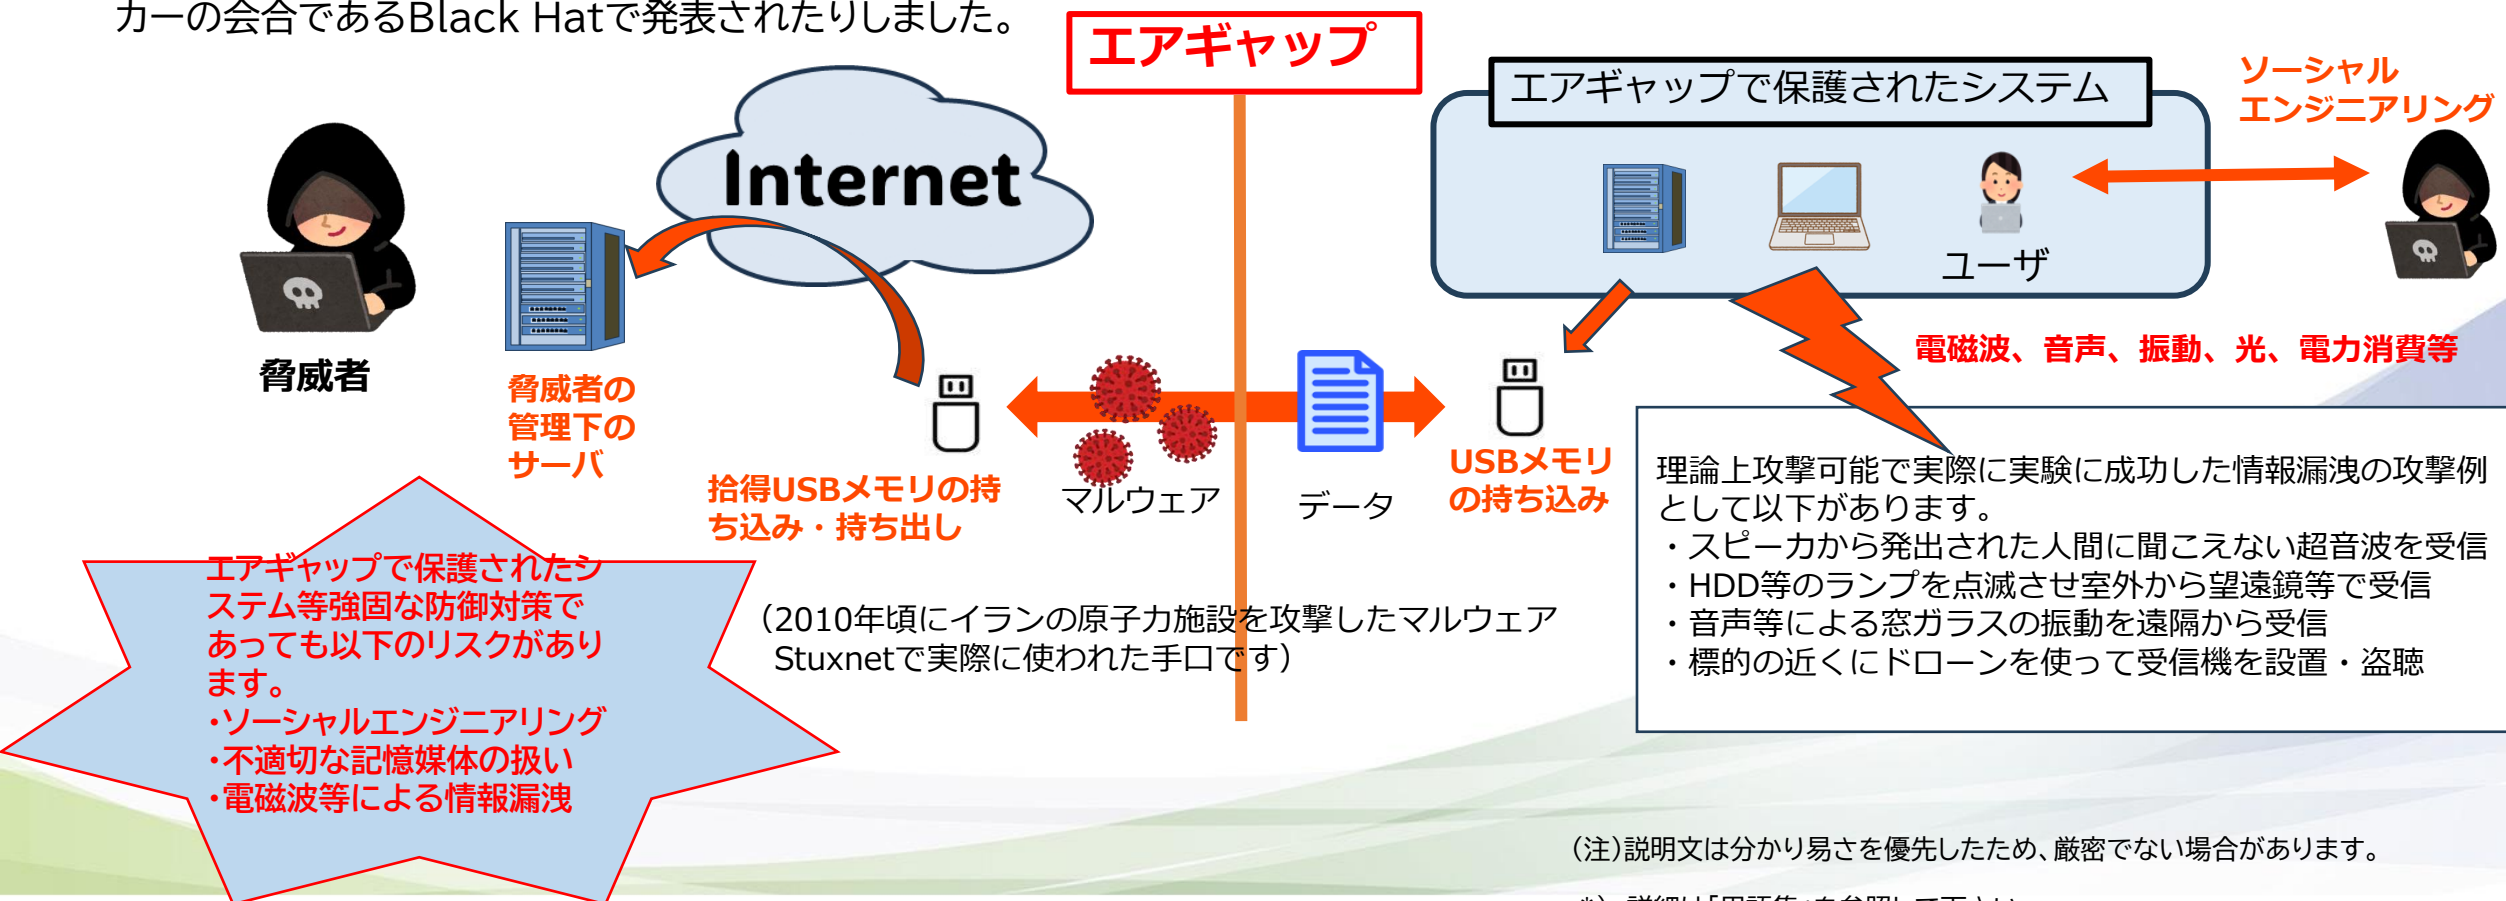 カーの会合であるBlack Hatで発表されたりしました。
エアギャップ
エアギャップで保護されたシステム
ソーシャル
エンジニアリング
Internet
ユーザ
脅威者
脅威者の
管理下の
サーバ
電磁波、音声、振動、光、電力消費等
拾得USBメモリの持
ち込み・持ち出し
マルウェア
データ
USBメモリ
の持ち込み
理論上攻撃可能で実際に実験に成功した情報漏洩の攻撃例
として以下があります。
・スピーカから発出された人間に聞こえない超音波を受信
・HDD等のランプを点滅させ室外から望遠鏡等で受信
・音声等による窓ガラスの振動を遠隔から受信
・標的の近くにドローンを使って受信機を設置・盗聴
エアギャップで保護されたシ
ステム等強固な防御対策で
あっても以下のリスクがあり
ます。
・ソーシャルエンジニアリング
・不適切な記憶媒体の扱い
・電磁波等による情報漏洩
（2010年頃にイランの原子力施設を攻撃したマルウェア
Stuxnetで実際に使われた手口です）
（注）説明文は分かり易さを優先したため、厳密でない場合があります。
*） 詳細は「用語集」を参照して下さい